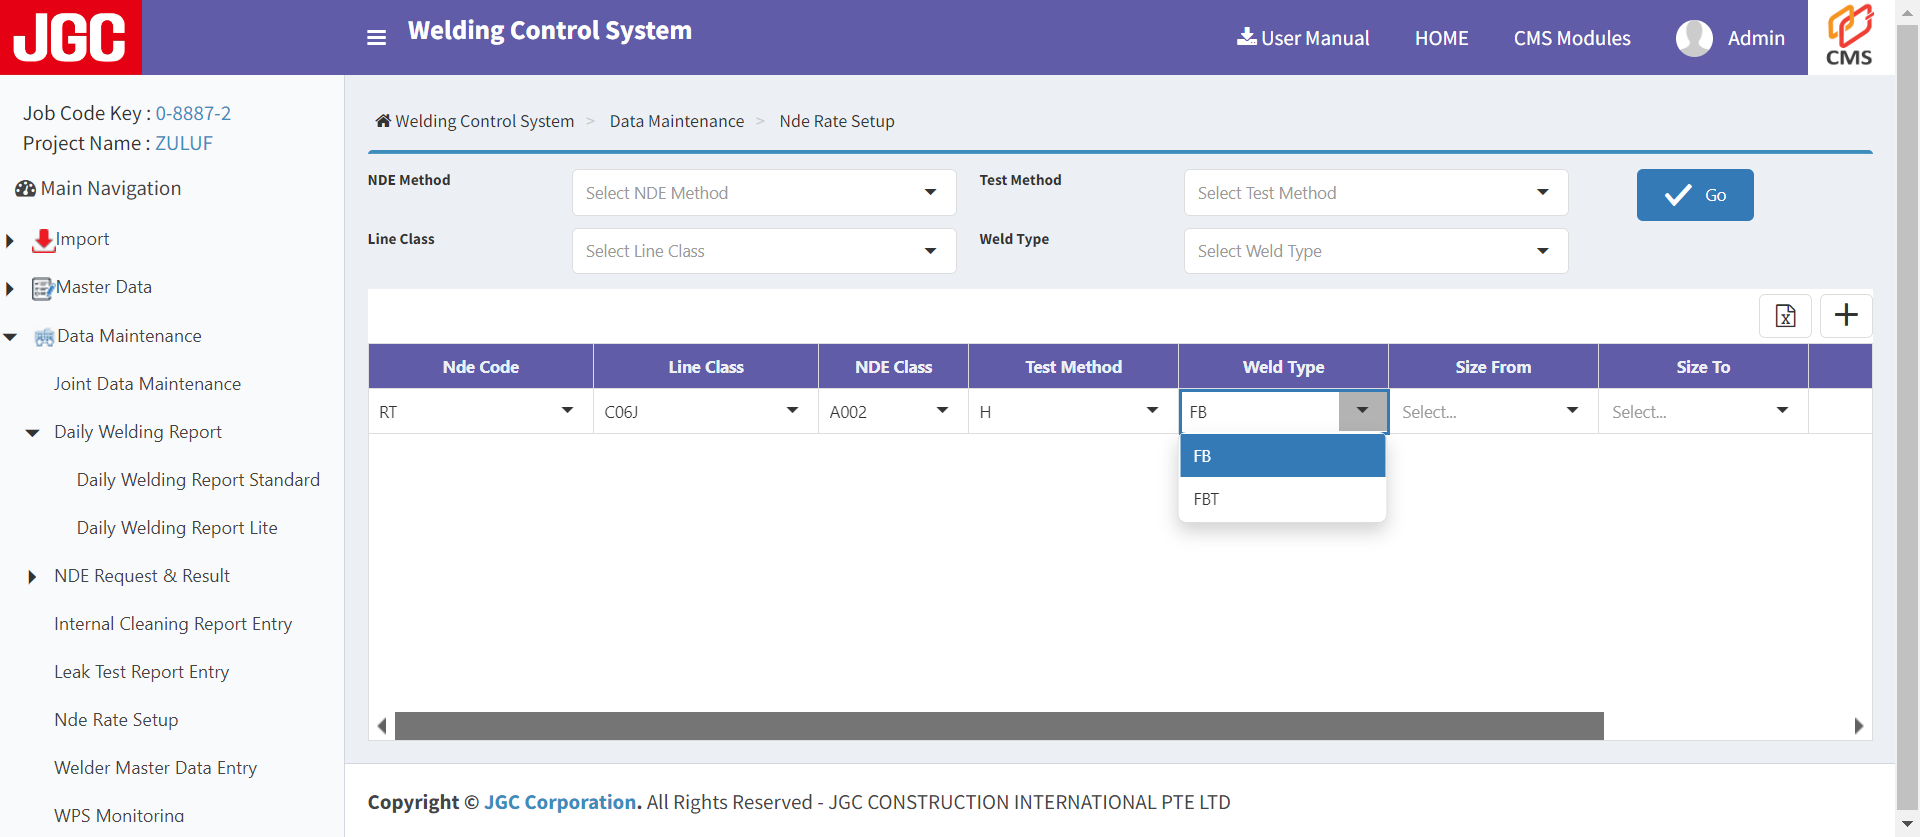 JGC
Welding Control System
User Manual
HOME
CMS Modules
Admin
CMS
Job Code Key : 0-8887-2
Project Name : ZULUF
Main Navigation
Import
Master Data
Data Maintenance
Joint Data Maintenance
Daily Welding Report
Daily Welding Report Standard
Daily Welding Report Lite
NDE Request & Result
Internal Cleaning Report Entry
Leak Test Report Entry
Nde Rate Setup
Welder Master Data Entry
WPS Monitoring
Welding Control System > Data Maintenance > Nde Rate Setup
NDE Method Select NDE Method Test Method Select Test Method Go
Line Class Select Line Class Weld Type Select Weld Type
Nde Code Line Class NDE Class Test Method Weld Type Size From Size To
RT C06J A002 H FB Select... Select...
FB
FBT
Copyright © JGC Corporation. All Rights Reserved - JGC CONSTRUCTION INTERNATIONAL PTE LTD